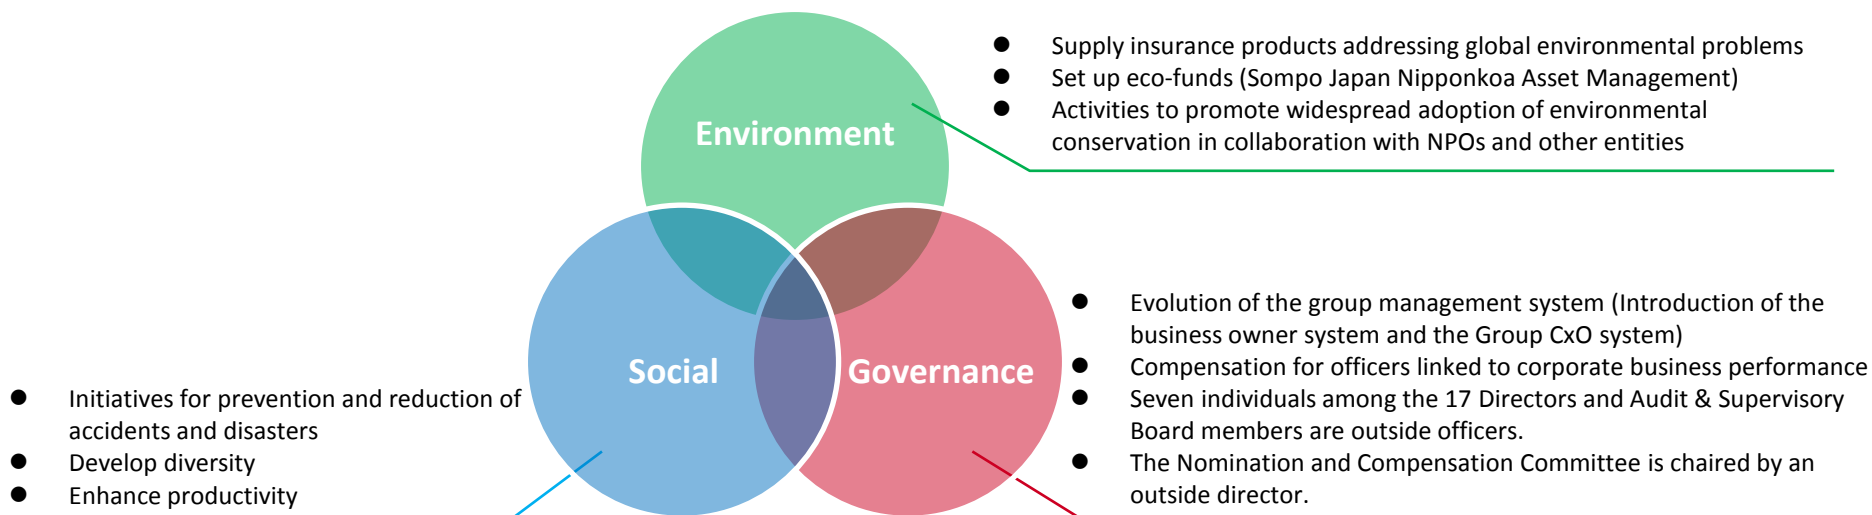 ● Supply insurance products addressing global environmental problems
● Set up eco-funds (Sompo Japan Nipponkoa Asset Management)
● Activities to promote widespread adoption of environmental
conservation in collaboration with NPOs and other entities
Environment
Social
Governance
● Evolution of the group management system (Introduction of the
business owner system and the Group CxO system)
● Compensation for officers linked to corporate business performance
● Seven individuals among the 17 Directors and Audit & Supervisory
Board members are outside officers.
● The Nomination and Compensation Committee is chaired by an
outside director.
● Initiatives for prevention and reduction of
accidents and disasters
● Develop diversity
● Enhance productivity